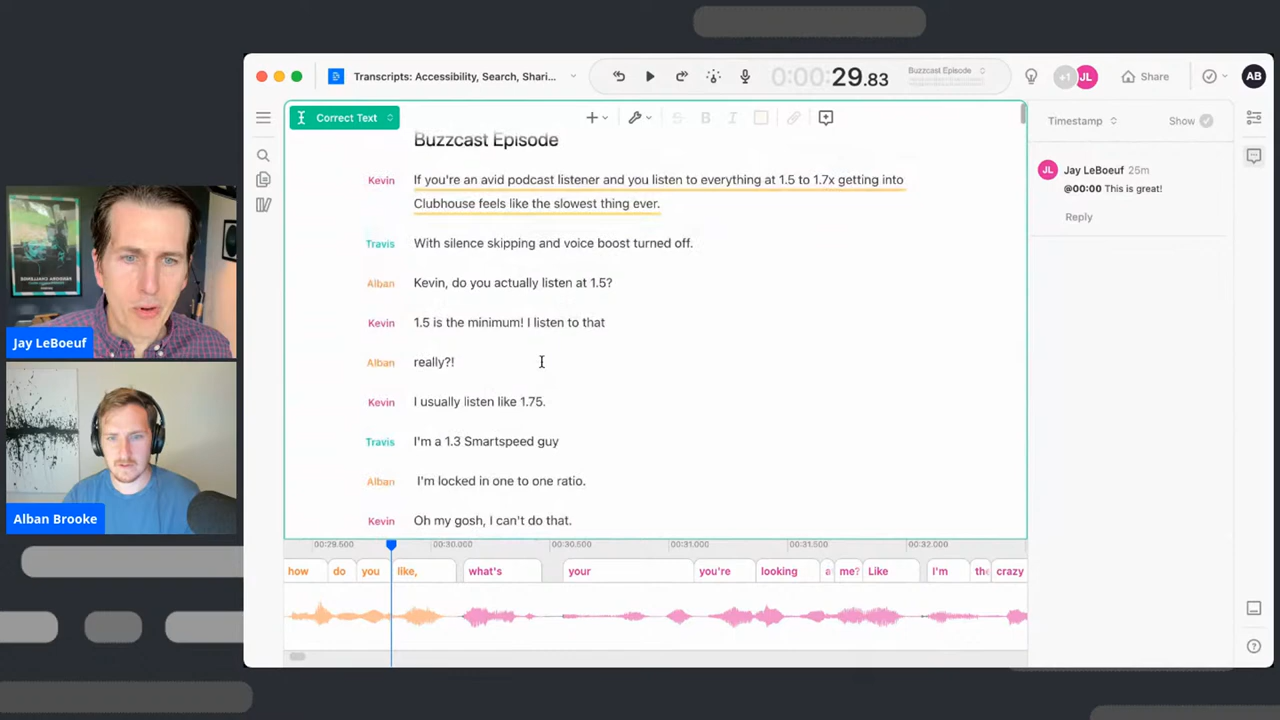 Transcripts: Accessibility, Search, Shari...
0:00:29.83
Buzzcast Episode
+1
JL
Share
AB
Correct Text
Timestamp
Show
Buzzcast Episode
Kevin If you're an avid podcast listener and you listen to everything at 1.5 to 1.7x getting into
Clubhouse feels like the slowest thing ever.
Travis With silence skipping and voice boost turned off.
Alban Kevin, do you actually listen at 1.5?
Kevin 1.5 is the minimum! I listen to that
Alban really?!
Kevin I usually listen like 1.75.
Travis I'm a 1.3 Smartspeed guy
Alban I'm locked in one to one ratio.
Kevin Oh my gosh, I can't do that.
JL Jay LeBoeuf 25m
@00:00 This is great!
Reply
Jay LeBoeuf
Alban Brooke
00:29.500 00:30.000 00:30.500 00:31.000 00:31.500 00:32.000
how do you like, what's your you're looking a me? Like I'm the crazy